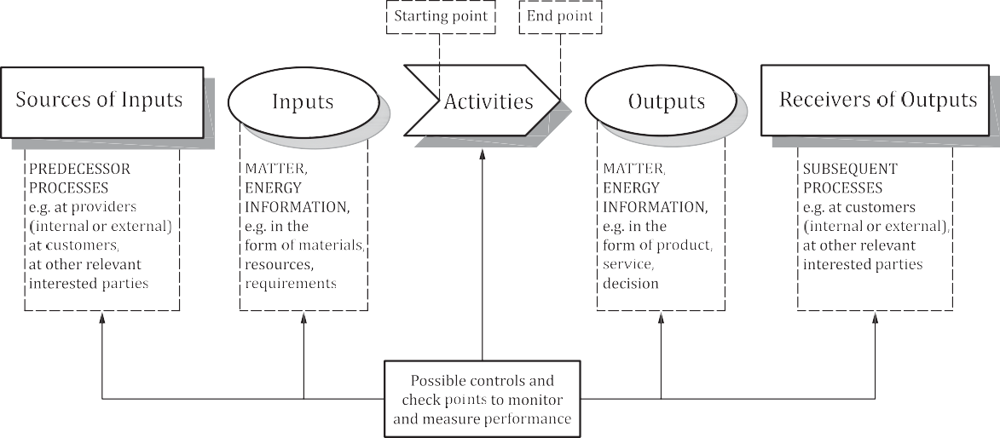 Starting point
End point
Sources of Inputs
Inputs
Activities
Outputs
Receivers of Outputs
PREDECESSOR
PROCESSES
e.g. at providers
(internal or external)
at customers,
at other relevant
interested parties
MATTER,
ENERGY
INFORMATION,
e.g. in the
form of materials,
resources,
requirements
MATTER,
ENERGY
INFORMATION,
e.g. in the
form of product,
service,
decision
SUBSEQUENT
PROCESSES
e.g. at customers
(internal or external),
at other relevant
interested parties
Possible controls and
check points to monitor
and measure performance